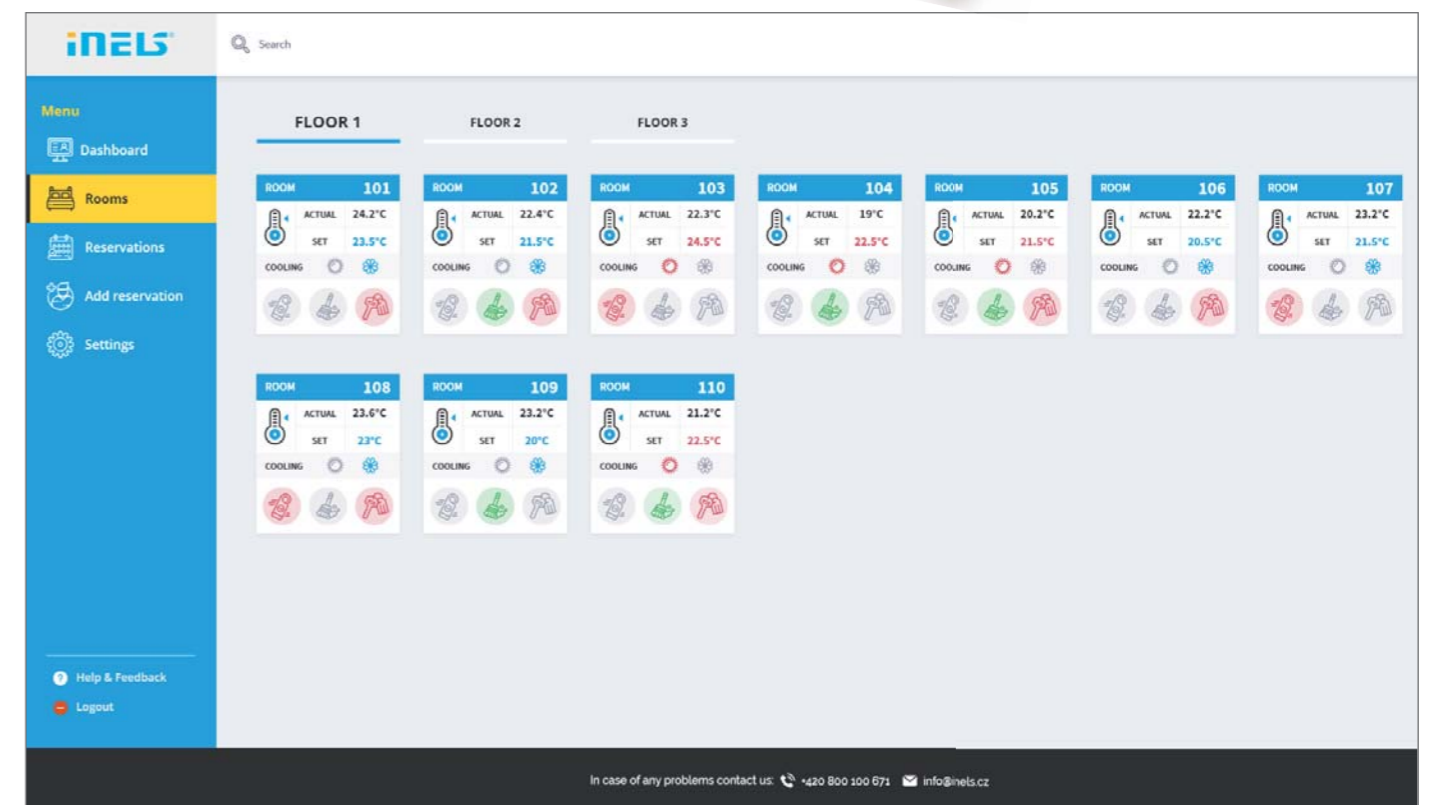 iNELS
Search
Menu
Dashboard
Rooms
Reservations
Add reservation
Settings
Help & Feedback
Logout
FLOOR 1
FLOOR 2
FLOOR 3
ROOM 101
ACTUAL 24.2°C
SET 23.5°C
COOLING
ROOM 102
ACTUAL 22.4°C
SET 21.5°C
COOLING
ROOM 103
ACTUAL 22.3°C
SET 24.5°C
COOLING
ROOM 104
ACTUAL 19°C
SET 22.5°C
COOLING
ROOM 105
ACTUAL 20.2°C
SET 21.5°C
COOLING
ROOM 106
ACTUAL 22.2°C
SET 20.5°C
COOLING
ROOM 107
ACTUAL 23.2°C
SET 21.5°C
COOLING
ROOM 108
ACTUAL 23.6°C
SET 23°C
COOLING
ROOM 109
ACTUAL 23.2°C
SET 20°C
COOLING
ROOM 110
ACTUAL 21.2°C
SET 22.5°C
COOLING
In case of any problems contact us: +420 800 100 671 info@inels.cz